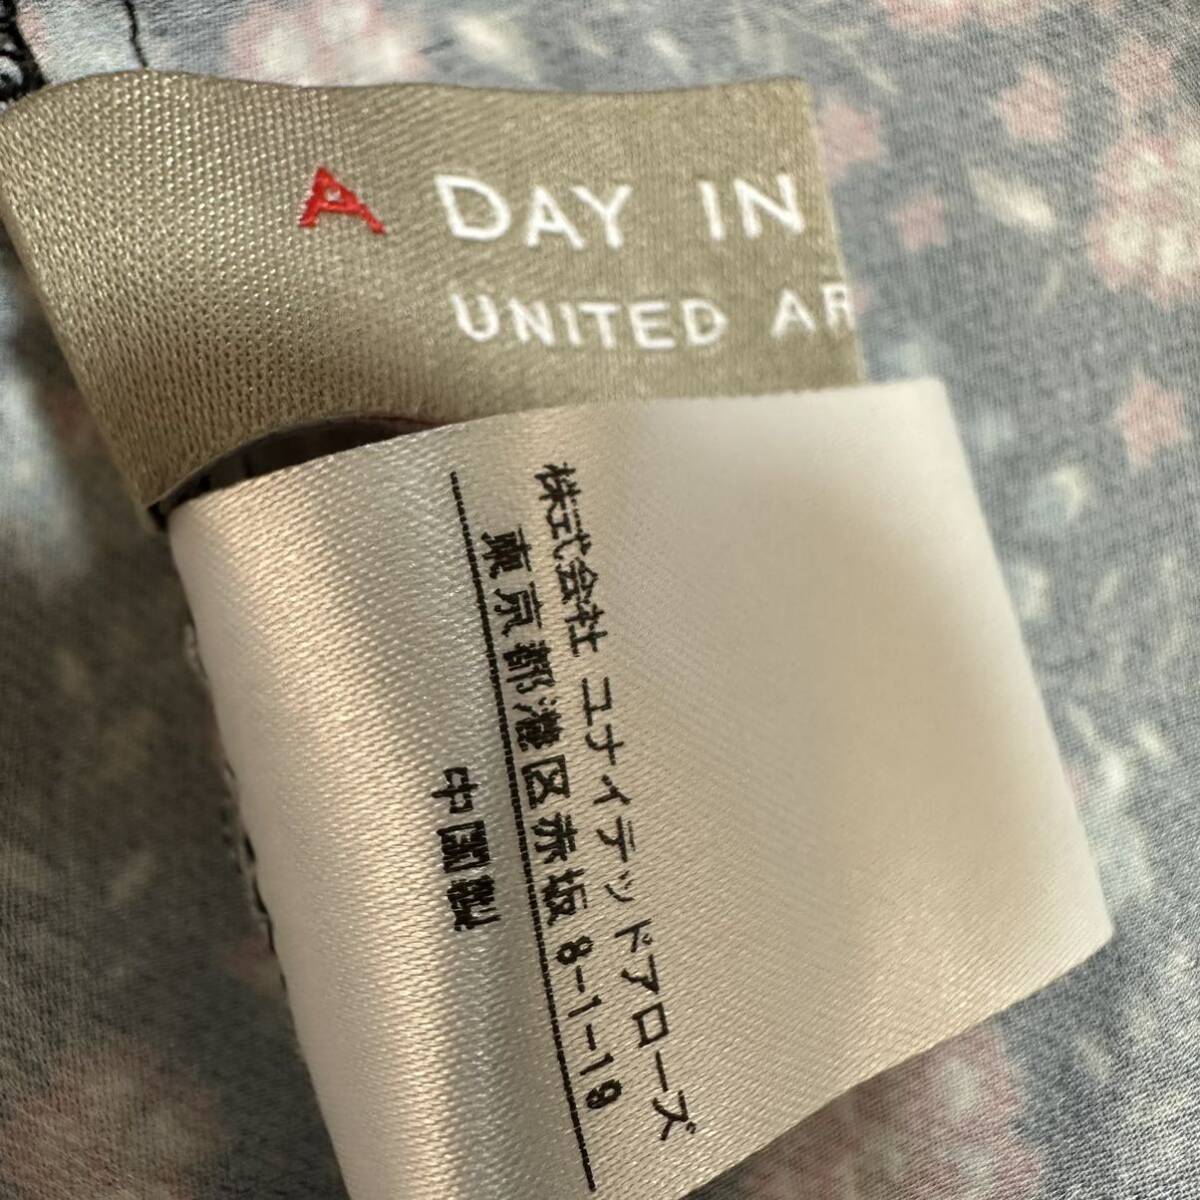 A DAY IN
UNITED AR
株式会社 ユナイテッドアローズ
東京都港区赤坂8-1-19
中国製